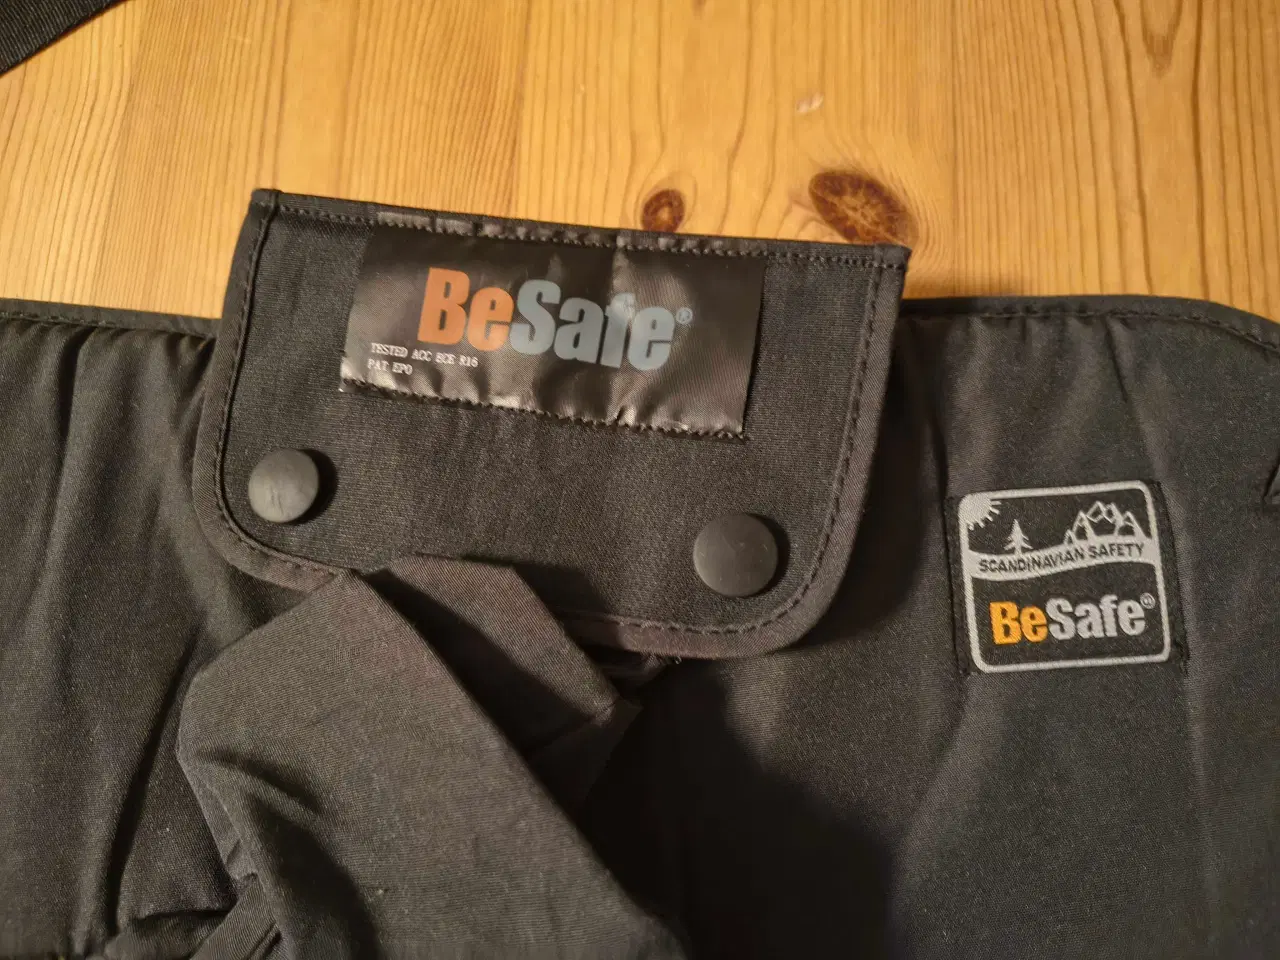 BeSafe®
TESTED ACC ECE R16
PAT EPO
SCANDINAVIAN SAFETY
BeSafe®